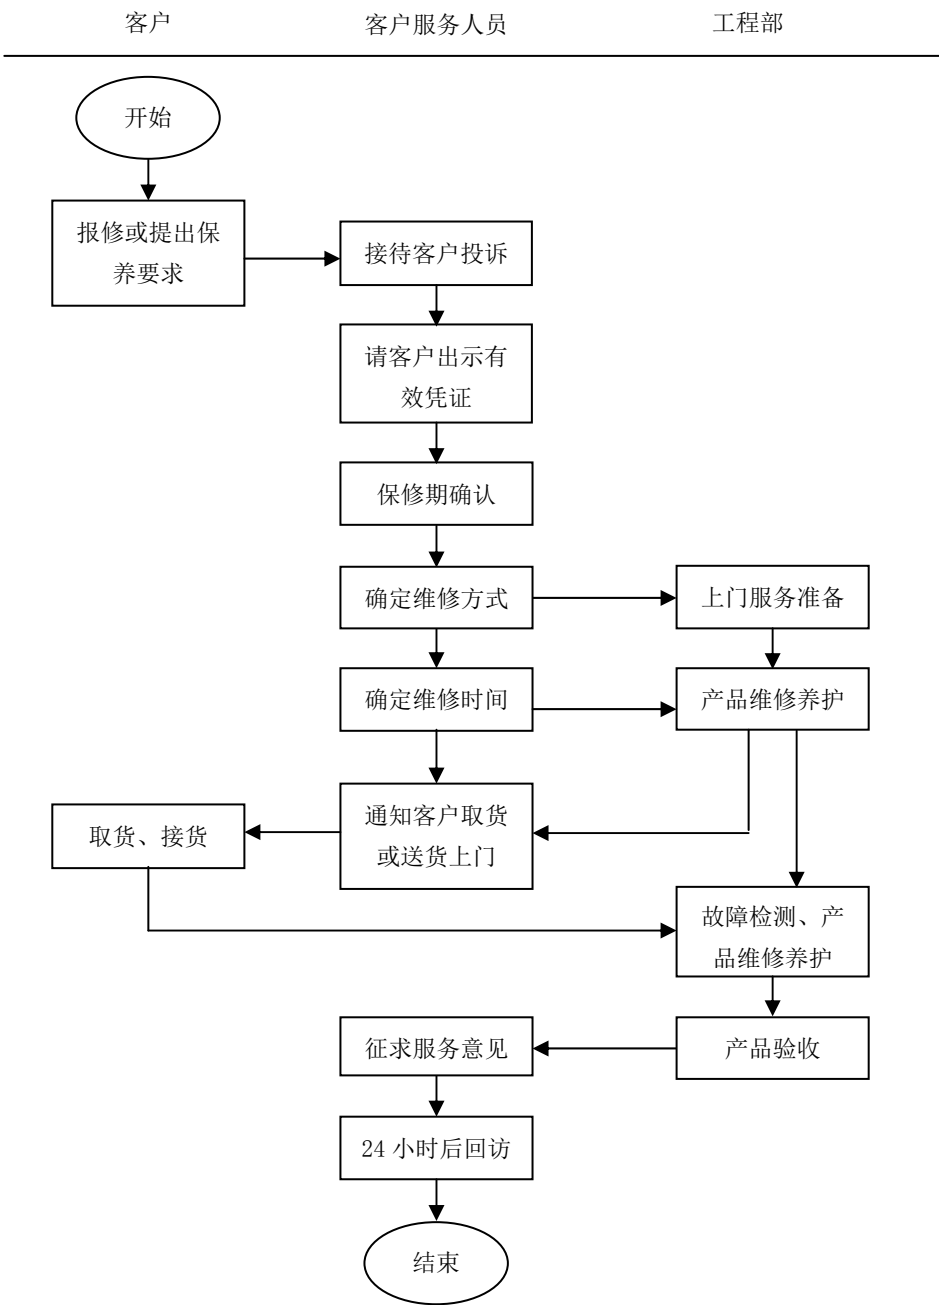 客户
客户服务人员
工程部
开始
报修或提出保
养要求
接待客户投诉
请客户出示有
效凭证
保修期确认
确定维修方式
上门服务准备
确定维修时间
产品维修养护
通知客户取货
或送货上门
取货、接货
故障检测、产
品维修养护
征求服务意见
产品验收
24 小时后回访
结束